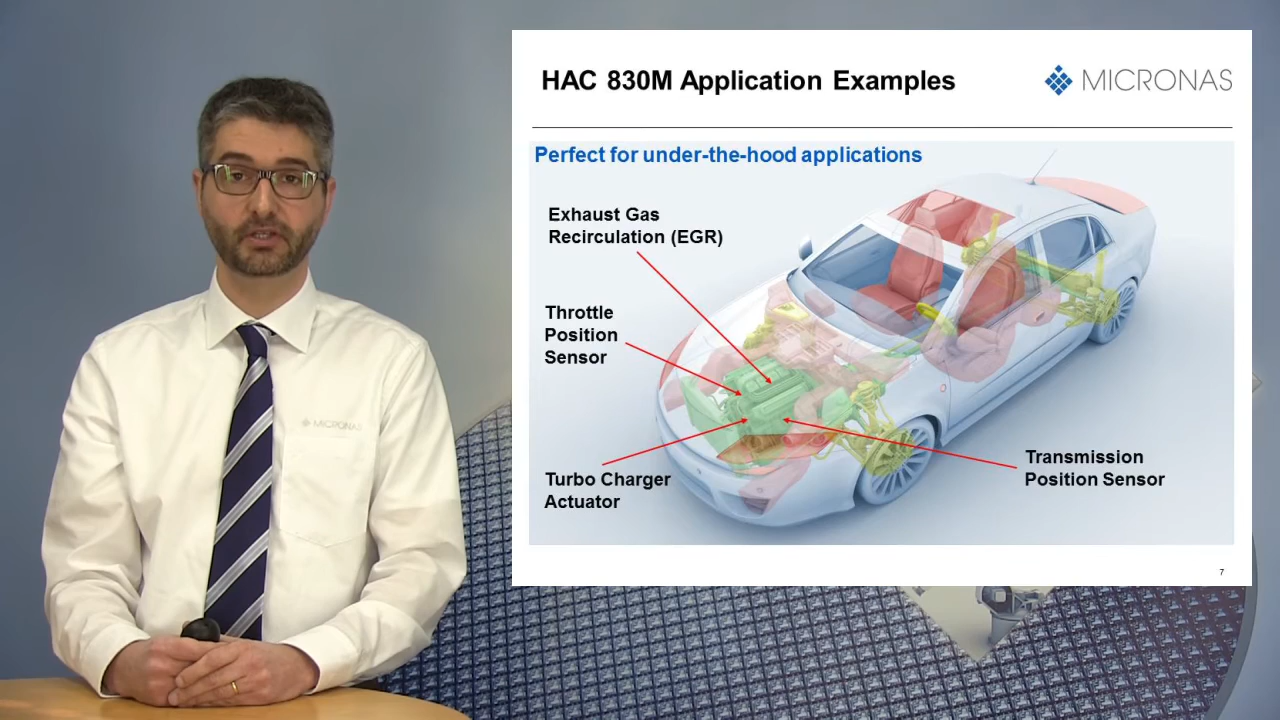 HAC 830M Application Examples
MICRONAS
Perfect for under-the-hood applications
Exhaust Gas
Recirculation (EGR)
Throttle
Position
Sensor
Turbo Charger
Actuator
Transmission
Position Sensor
7
MICRONAS